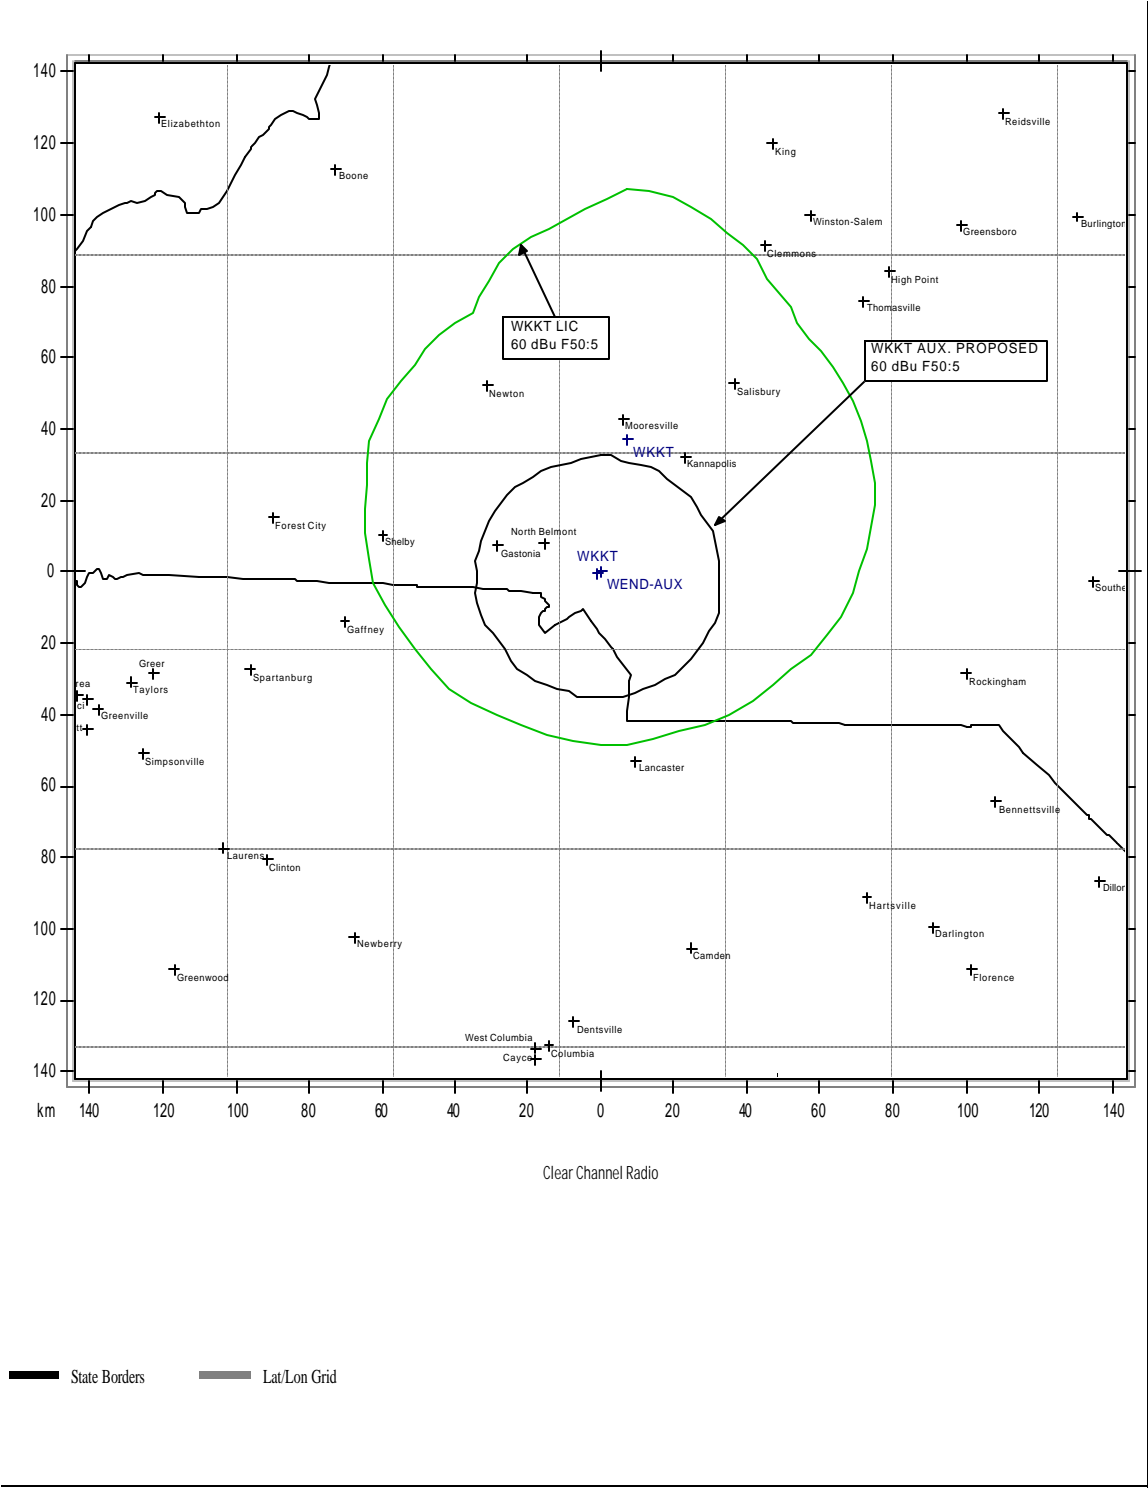 140
Elizabethton
Reidsville
120
King
Boone
100
Winston-Salem
Greensboro
Burlington
Clemmons
80
High Point
Thomasville
WKKT LIC
60 dBu F50:5
WKKT AUX. PROPOSED
60 dBu F50:5
60
Newton
Salisbury
40
Mooresville
WKKT
Kannapolis
20
Forest City
North Belmont
Shelby
Gastonia
WKKT
0
WEND-AUX
Southe
Gaffney
20
Greer
Spartanburg
Rockingham
rea
Taylors
ci
40
Greenville
tt
Simpsonville
Lancaster
60
Bennettsville
80
Laurens
Clinton
Dillor
Hartsville
100
Darlington
Newberry
Camden
Greenwood
Florence
120
Dentsville
West Columbia
Columbia
Cayce
140
km 140 120 100 80 60 40 20 0 20 40 60 80 100 120 140
Clear Channel Radio
State Borders Lat/Lon Grid